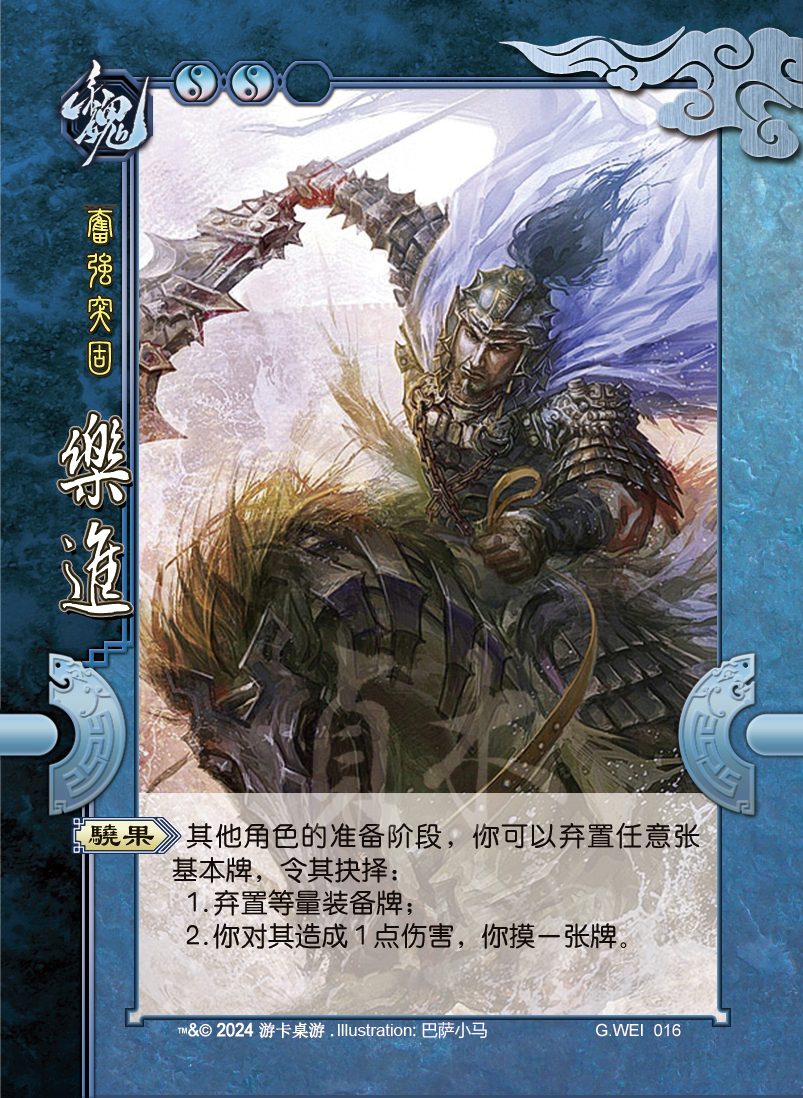 魏
奮強突固
樂進
驍果
其他角色的准备阶段，你可以弃置任意张
基本牌，令其抉择：
1.弃置等量装备牌；
2.你对其造成1点伤害，你摸一张牌。
™&© 2024 游卡桌游 .Illustration: 巴萨小马
G.WEI 016